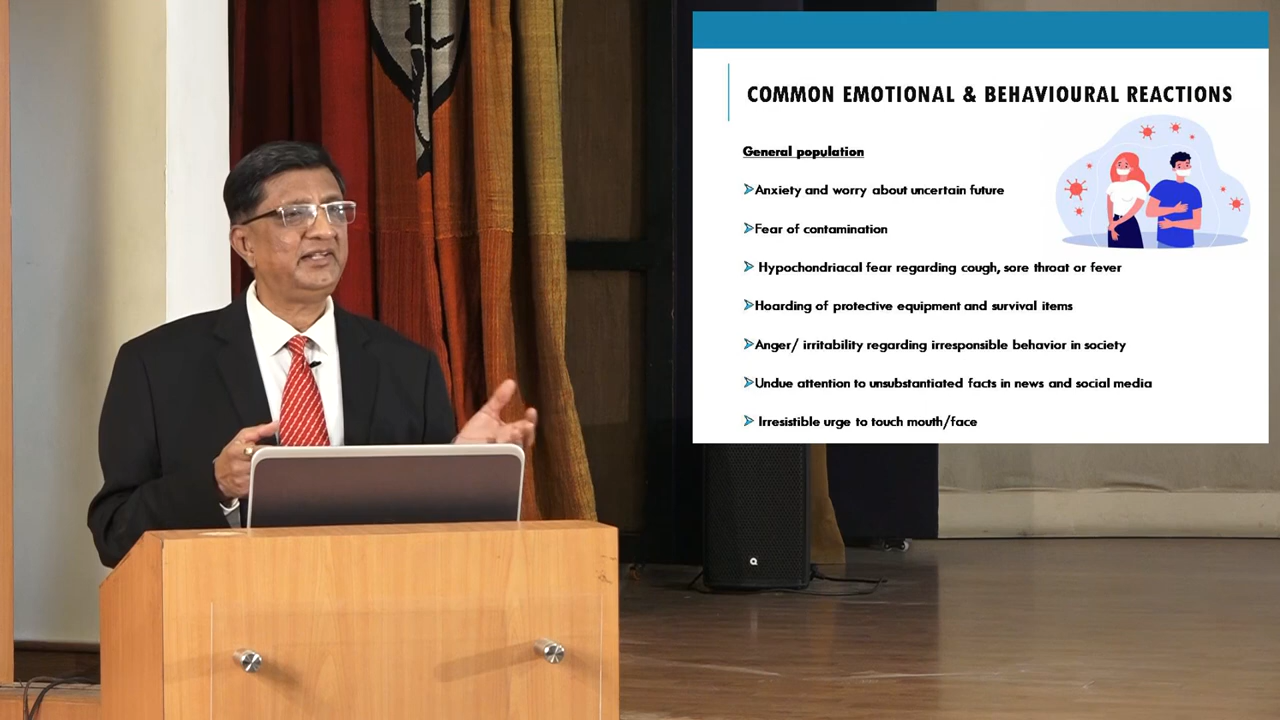 COMMON EMOTIONAL & BEHAVIOURAL REACTIONS
General population
Anxiety and worry about uncertain future
Fear of contamination
Hypochondriacal fear regarding cough, sore throat or fever
Hoarding of protective equipment and survival items
Anger/ irritability regarding irresponsible behavior in society
Undue attention to unsubstantiated facts in news and social media
Irresistible urge to touch mouth/face